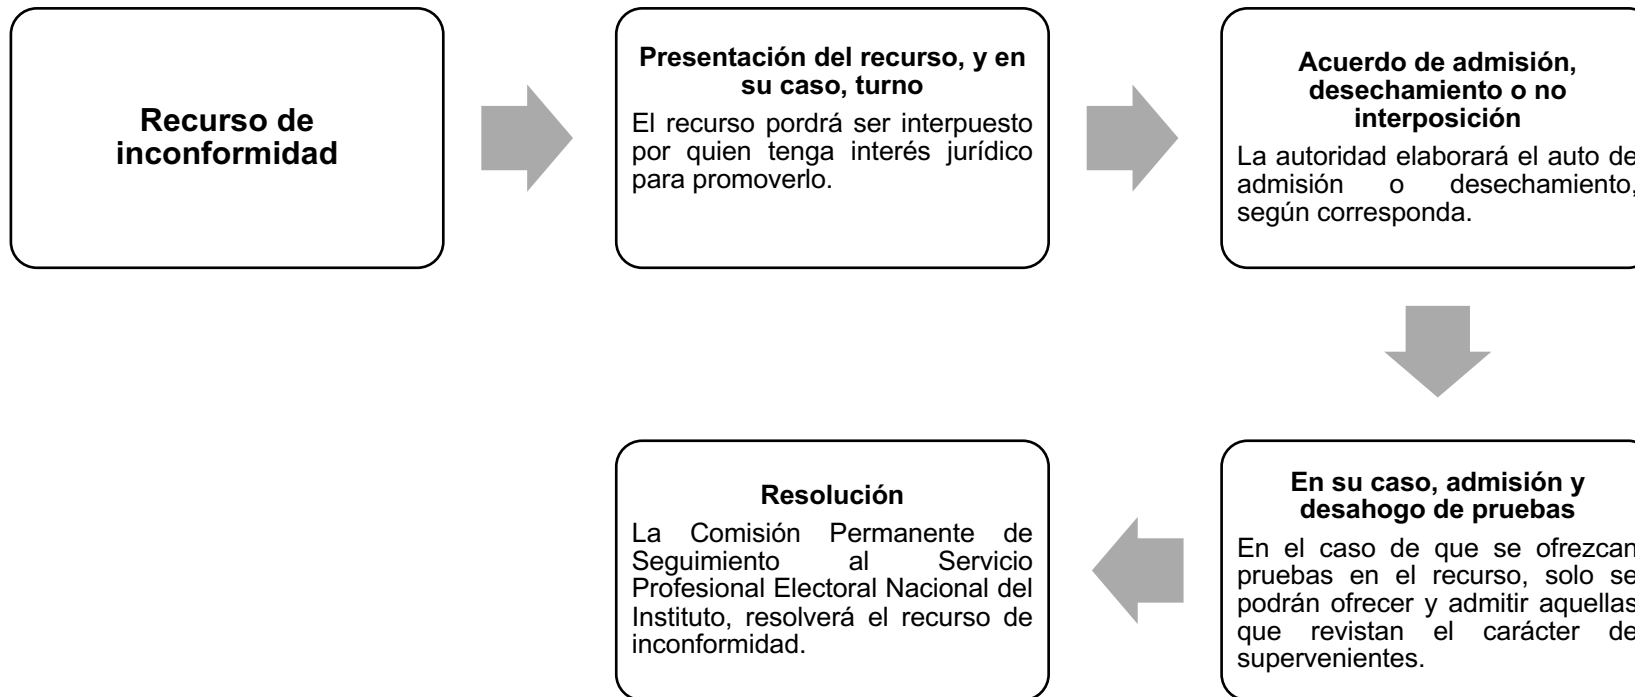 Recurso de
inconformidad
Presentación del recurso, y en
su caso, turno
El recurso pordrá ser interpuesto
por quien tenga interés jurídico
para promoverlo.
Acuerdo de admisión,
desechamiento o no
interposición
La autoridad elaborará el auto de
admisión o desechamiento,
según corresponda.
En su caso, admisión y
desahogo de pruebas
En el caso de que se ofrezcan
pruebas en el recurso, solo se
podrán ofrecer y admitir aquellas
que revistan el carácter de
supervenientes.
Resolución
La Comisión Permanente de
Seguimiento al Servicio
Profesional Electoral Nacional del
Instituto, resolverá el recurso de
inconformidad.